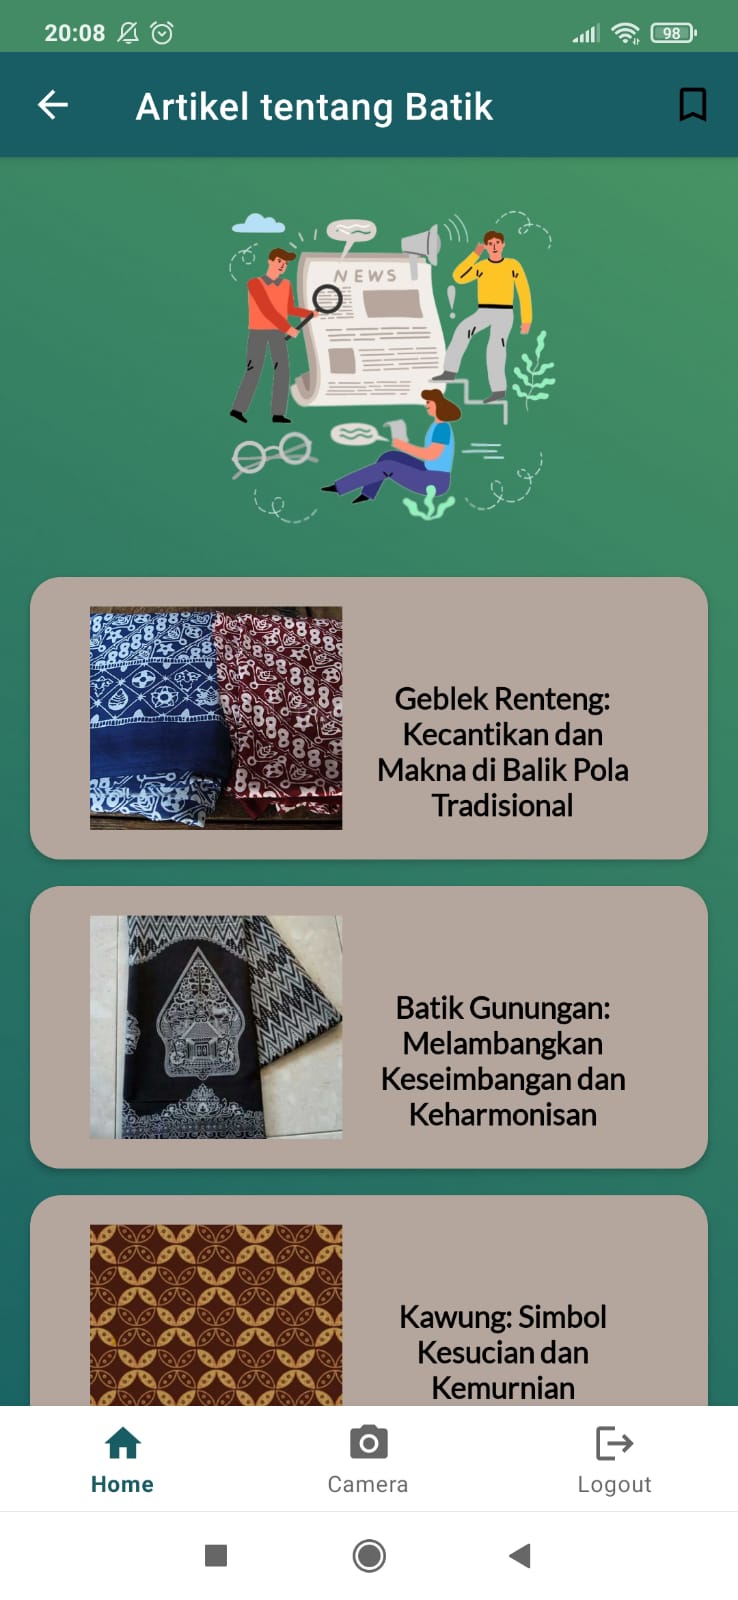 20:08
98
Artikel tentang Batik
NEWS
Geblek Renteng:
Kecantikan dan
Makna di Balik Pola
Tradisional
Batik Gunungan:
Melambangkan
Keseimbangan dan
Keharmonisan
Kawung: Simbol
Kesucian dan
Kemurnian
Home
Camera
Logout